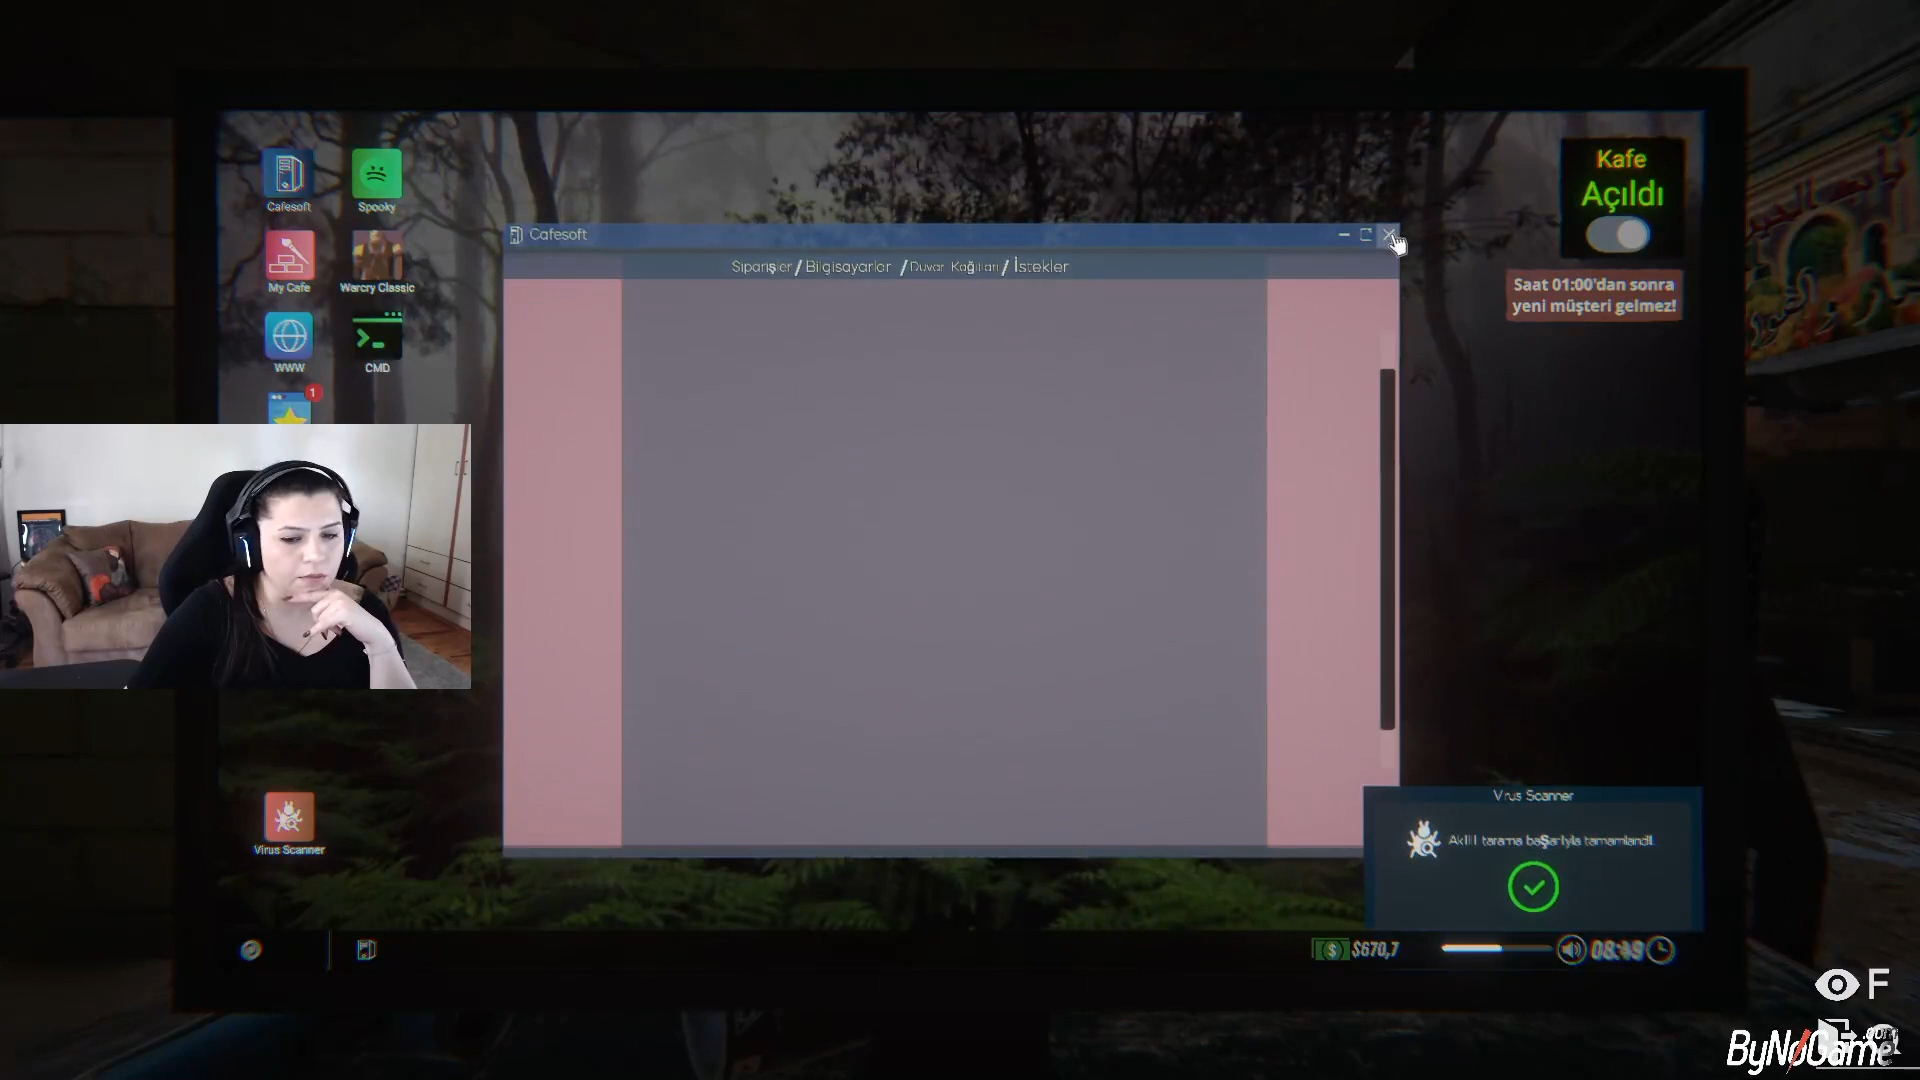 Cafesoft
Spooky
My Cafe
Warcry Classic
WWW
CMD
1
Virus Scanner
Cafesoft
Siparişler / Bilgisayarlar / Duvar Kağıtları / İstekler
Kafe
Açıldı
Saat 01:00'dan sonra
yeni müşteri gelmez!
Virus Scanner
Akıllı tarama başarıyla tamamlandı!
$670,7
08:49
F
ByNoGame